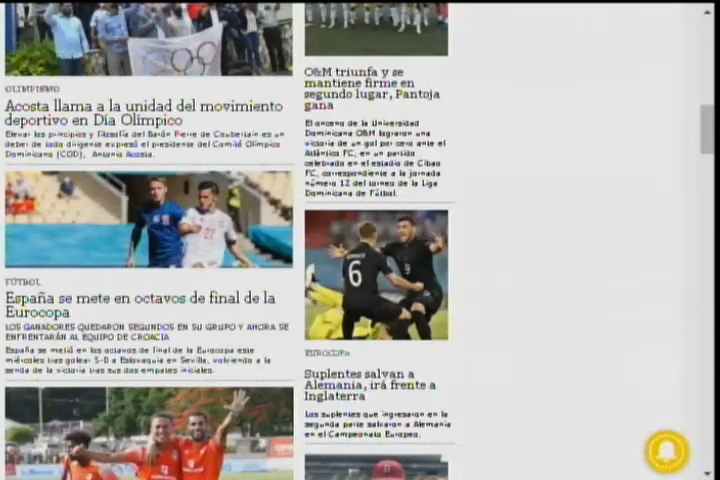 OLIMPISMO
Acosta llama a la unidad del movimiento
deportivo en Día Olímpico
Elevar los principios y filosofía del Barón Pierre de Coubertain es un
deber de cada dirigente expresó el presidente del Comité Olímpico
Dominicano (COD), Antonio Acosta.
FÚTBOL
España se mete en octavos de final de la
Eurocopa
LOS GANADORES QUEDARON SEGUNDOS EN SU GRUPO Y AHORA SE
ENFRENTARÁN AL EQUIPO DE CROACIA
España se metió en los octavos de final de la Eurocopa este
miércoles tras golear 5-0 a Eslovaquia en Sevilla, volviendo a la
senda de la victoria tras sus dos empates iniciales.
O&M triunfa y se
mantiene firme en
segundo lugar, Pantoja
gana
El oncena de la Universidad
Dominicana O&M lograron una
victoria de un gol por cero ante el
Atlántico FC, en un partido
celebrado en el estadio de Cibao
FC, correspondiente a la jornada
número 12 del torneo de la Liga
Dominicana de Fútbol.
6
9
EUROCOPA
Suplentes salvan a
Alemania, irá frente a
Inglaterra
Los suplentes que ingresaron en la
segunda parte salvaron a Alemania
en el Campeonato Europeo.